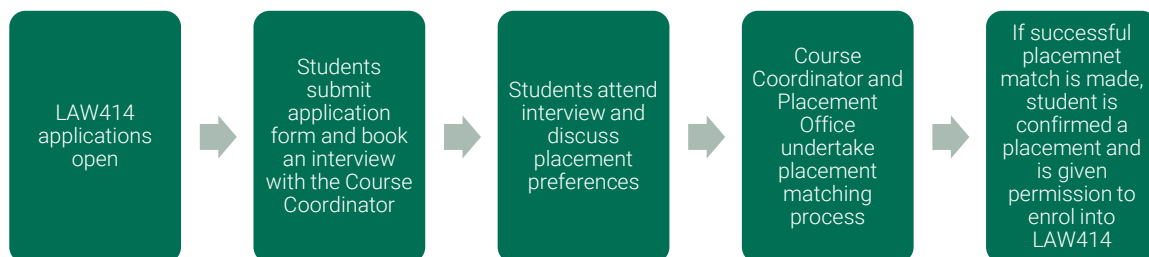 LAW414
applications
open
Students
submit
application
form and book
an interview
with the Course
Coordinator
Students attend
interview and
discuss
placement
preferences
Course
Coordinator and
Placement
Office
undertake
placement
matching
process
If successful
placemnet
match is made,
student is
confirmed a
placement and
is given
permission to
enrol into
LAW414